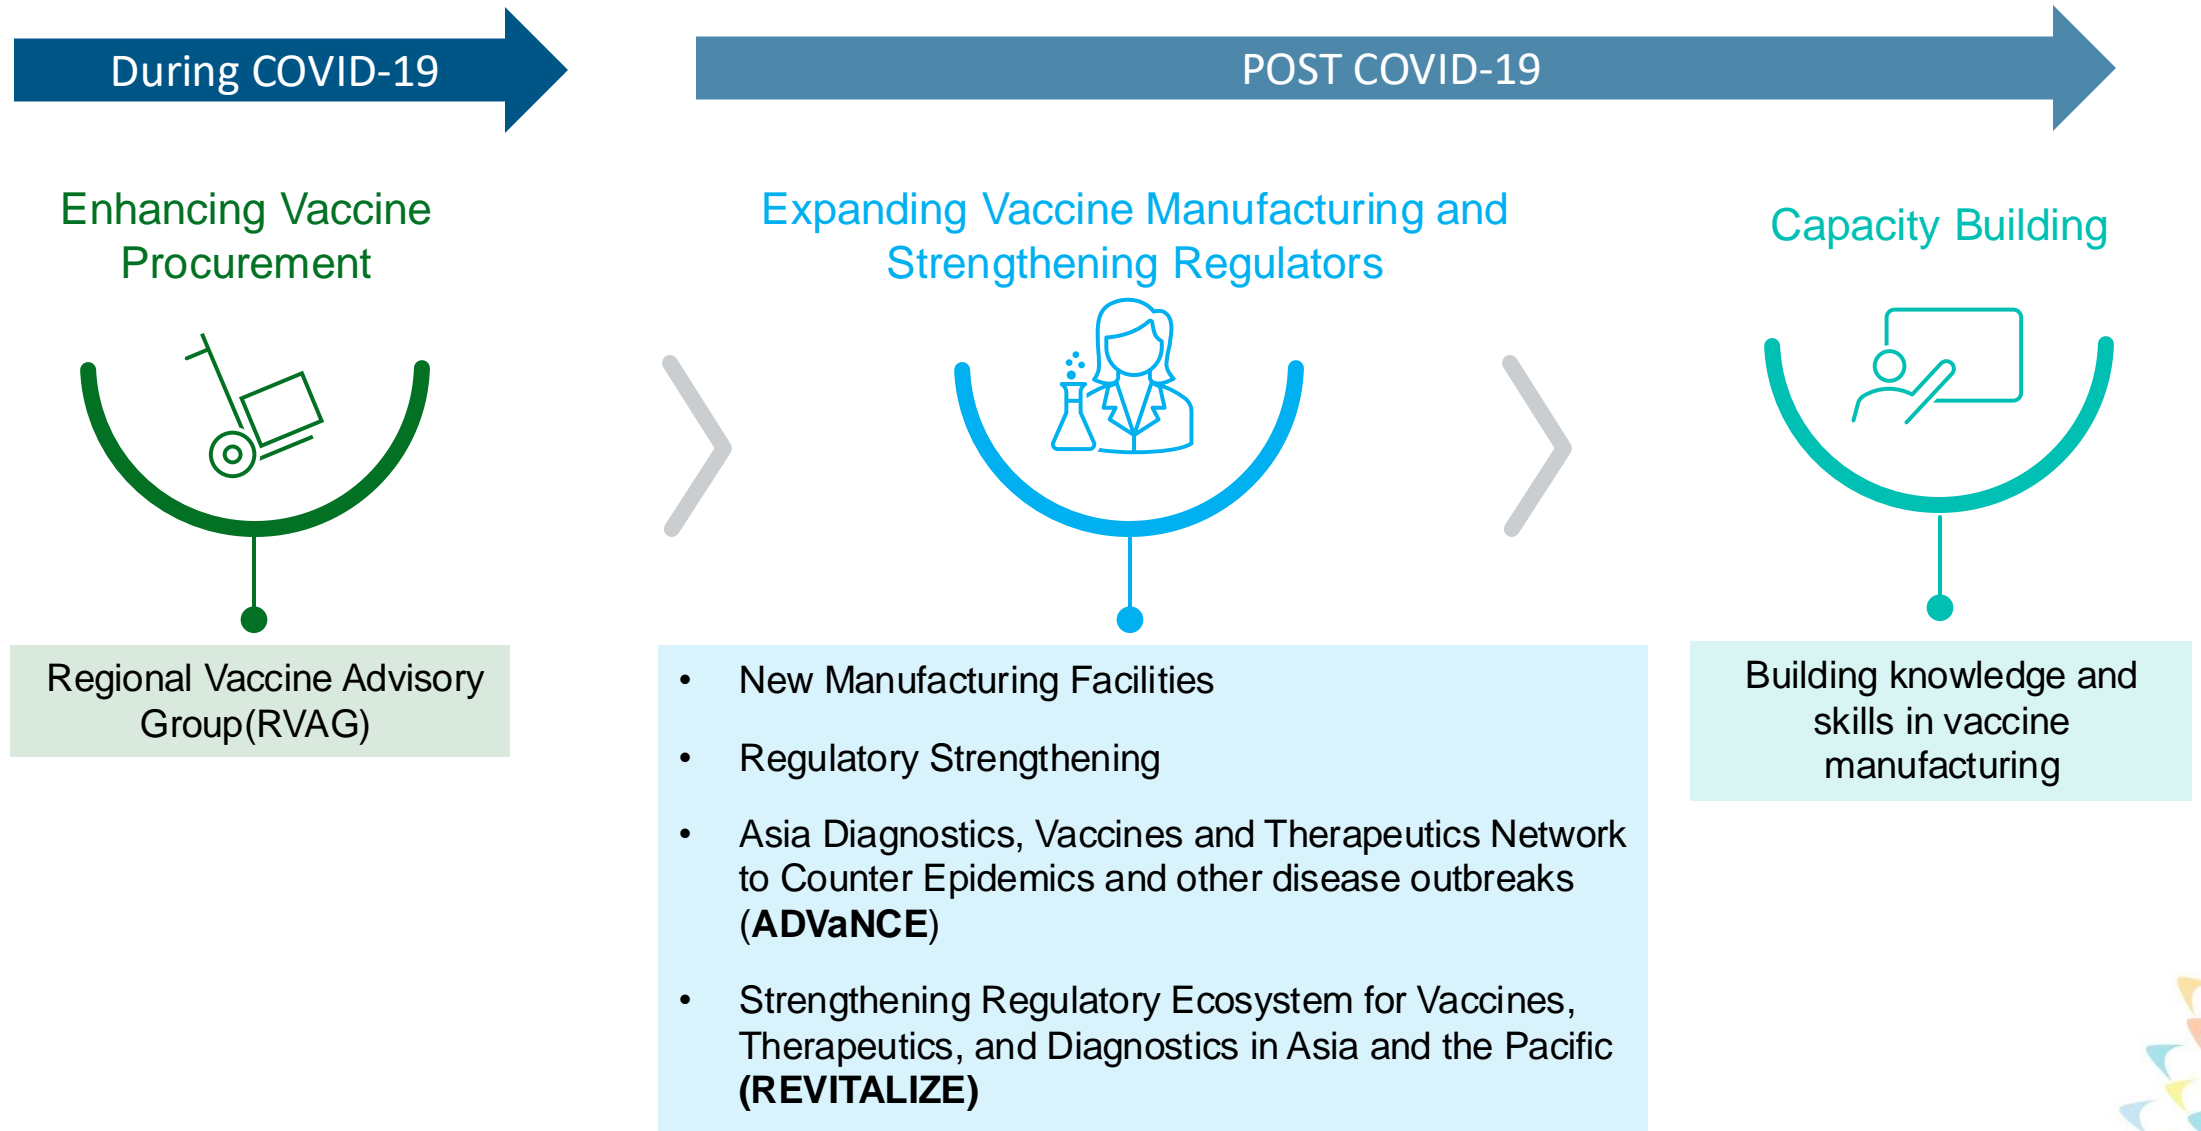 During COVID-19
POST COVID-19
Enhancing Vaccine
Procurement
Expanding Vaccine Manufacturing and
Strengthening Regulators
Capacity Building
Regional Vaccine Advisory
Group(RVAG)
• New Manufacturing Facilities
• Regulatory Strengthening
• Asia Diagnostics, Vaccines and Therapeutics Network
to Counter Epidemics and other disease outbreaks
(ADVaNCE)
• Strengthening Regulatory Ecosystem for Vaccines,
Therapeutics, and Diagnostics in Asia and the Pacific
(REVITALIZE)
Building knowledge and
skills in vaccine
manufacturing